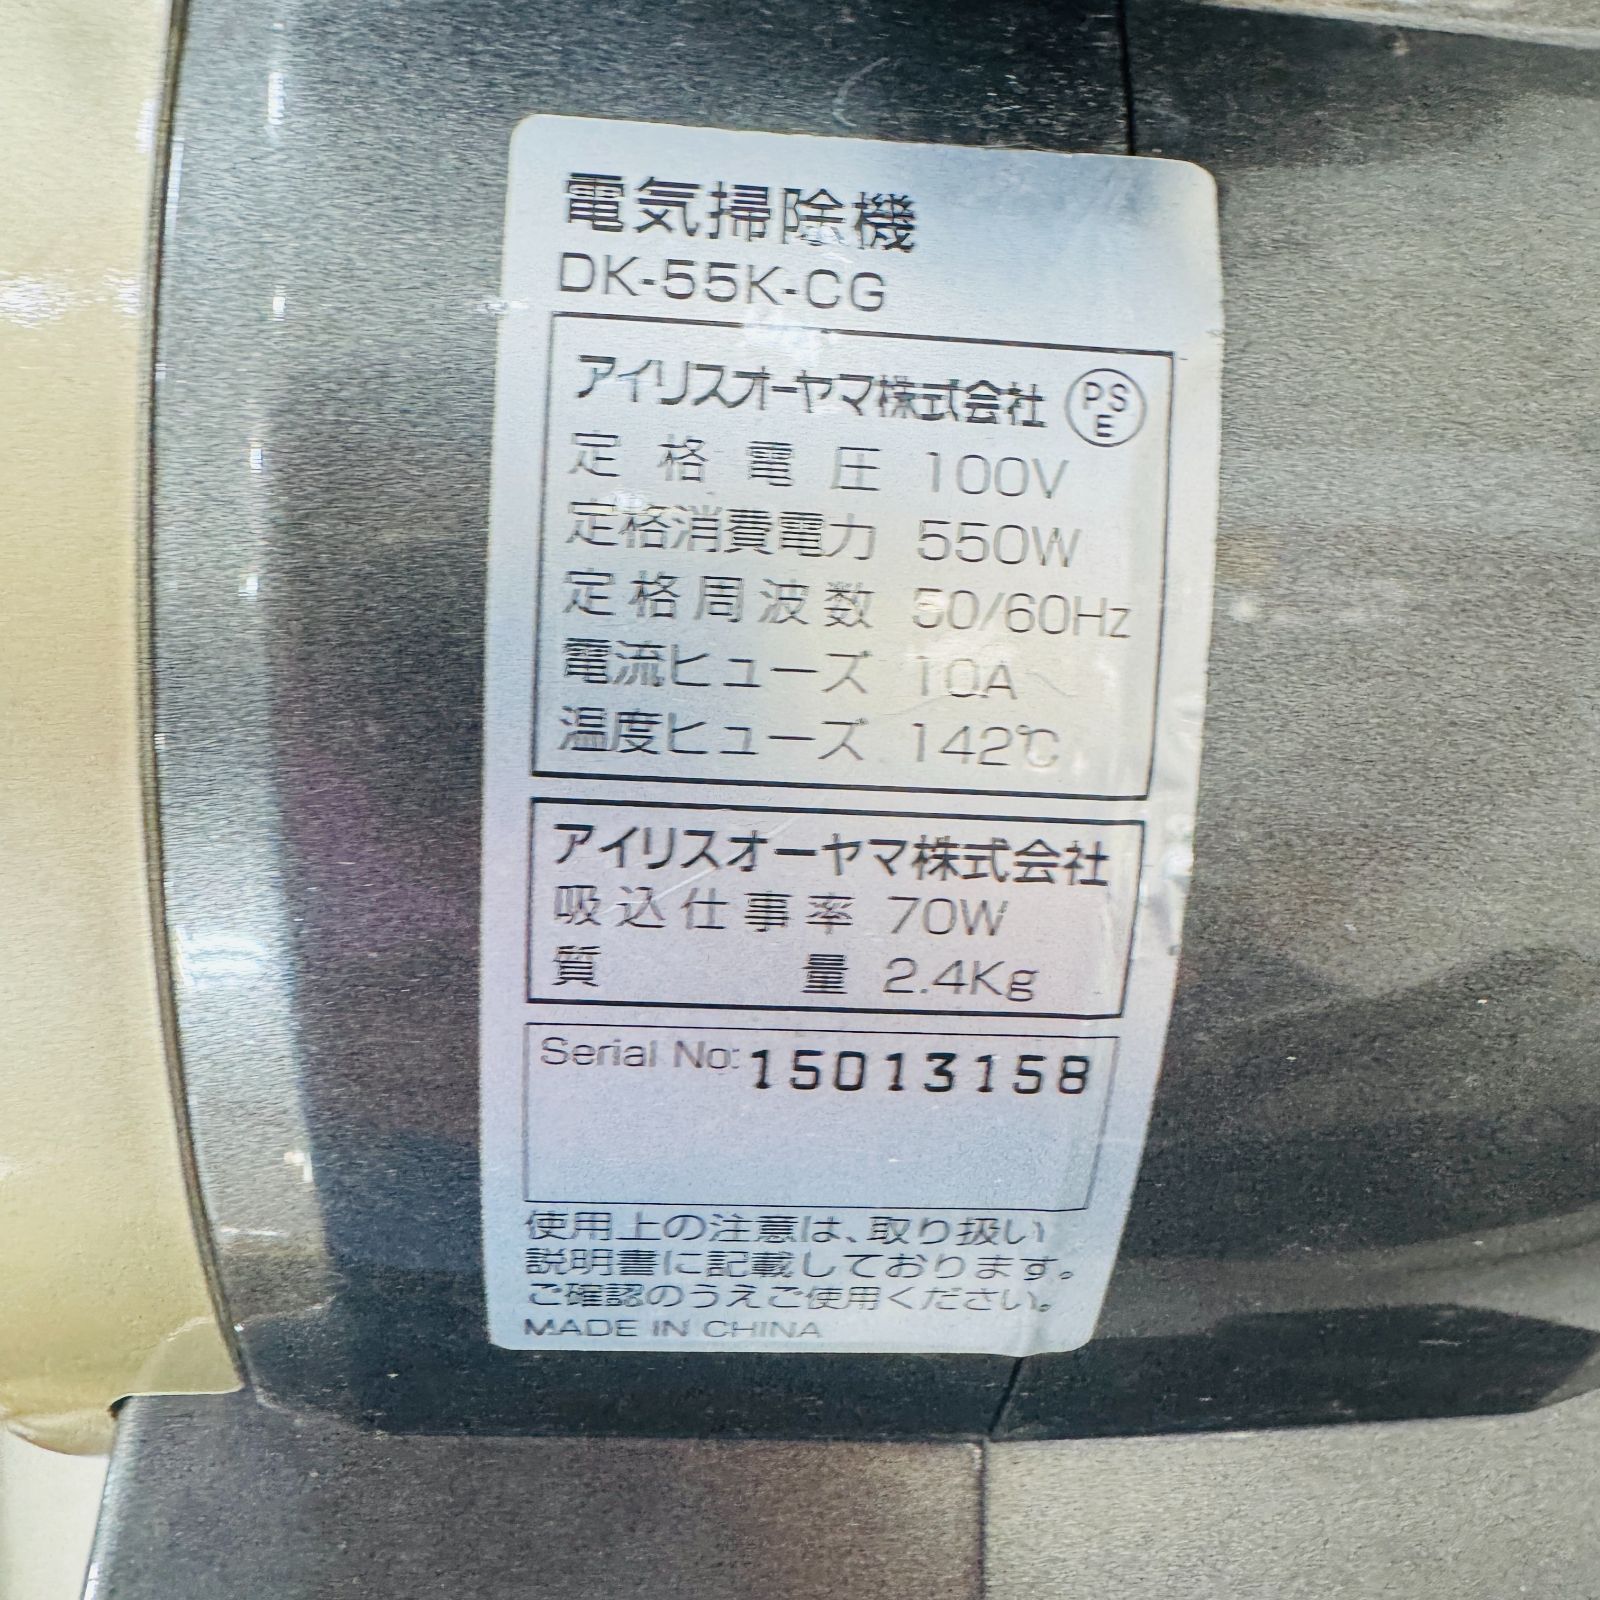 電気掃除機
DK-55K-CG
アイリスオーヤマ株式会社 PSE
定格電圧 100V
定格消費電力 550W
定格周波数 50/60Hz
電流ヒューズ 10A
温度ヒューズ 142℃
アイリスオーヤマ株式会社
吸込仕事率 70W
質量 2.4Kg
Serial No: 15013158
使用上の注意は、取り扱い
説明書に記載しております。
ご確認のうえご使用ください。
MADE IN CHINA